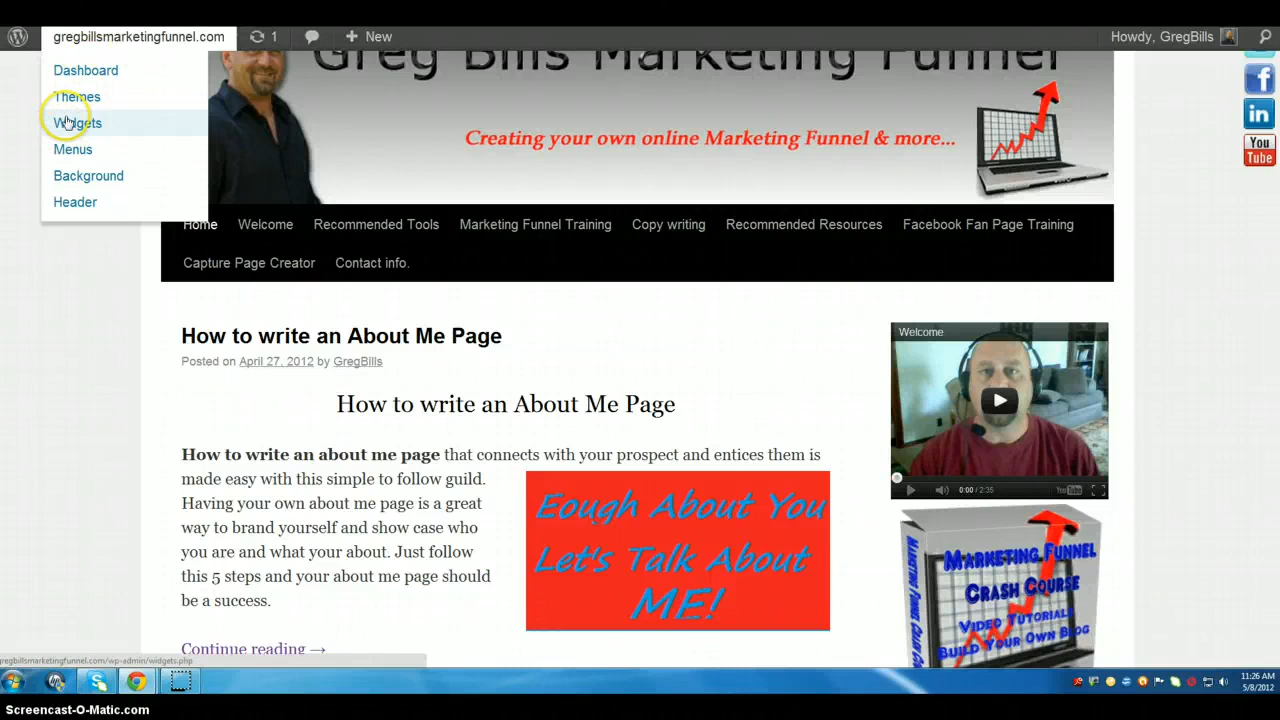 gregbillsmarketingfunnel.com 1 New Howdy, GregBills
Dashboard
Themes
Widgets
Menus
Background
Header
Greg Bills Marketing Funnel
Creating your own online Marketing Funnel & more...
Home Welcome Recommended Tools Marketing Funnel Training Copy writing Recommended Resources Facebook Fan Page Training
Capture Page Creator Contact info.
f
in
You
Tube
How to write an About Me Page
Posted on April 27, 2012 by GregBills
How to write an About Me Page
How to write an about me page that connects with your prospect and entices them is
made easy with this simple to follow guild.
Having your own about me page is a great
way to brand yourself and show case who
you are and what your about. Just follow
this 5 steps and your about me page should
be a success.
Continue reading →
Eough About You
Let's Talk About
ME!
Welcome
0:00 / 2:35 YouTube
Marketing Funnel
Crash Course
Video Tutorials
Build Your Own Blog
gregbillsmarketingfunnel.com/wp-admin/widgets.php
11:26 AM
5/8/2012
Screencast-O-Matic.com